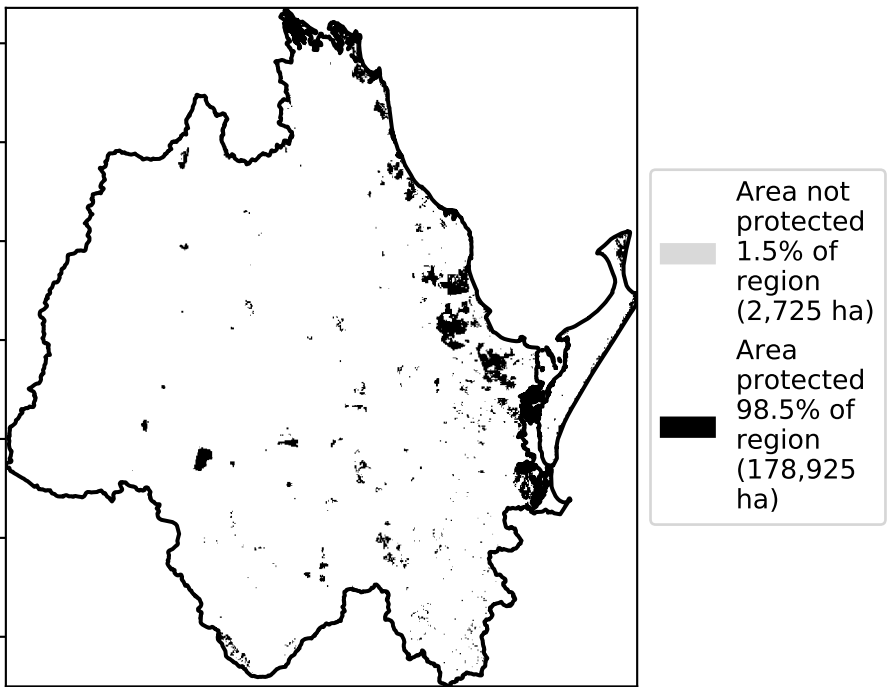 Area not
protected
1.5% of
region
(2,725 ha)
Area
protected
98.5% of
region
(178,925
ha)